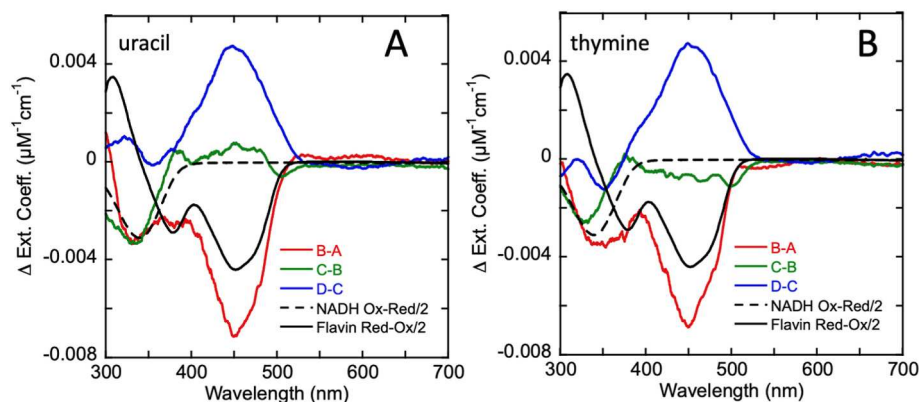 uracil
A
0.004
0
-0.004
-0.008
Δ Ext. Coeff. (μM⁻¹cm⁻¹)
B-A
C-B
D-C
NADH Ox-Red/2
Flavin Red-Ox/2
300 400 500 600 700
Wavelength (nm)
thymine
B
0.004
0
-0.004
-0.008
Δ Ext. Coeff. (μM⁻¹cm⁻¹)
B-A
C-B
D-C
NADH Ox-Red/2
Flavin Red-Ox/2
300 400 500 600 700
Wavelength (nm)